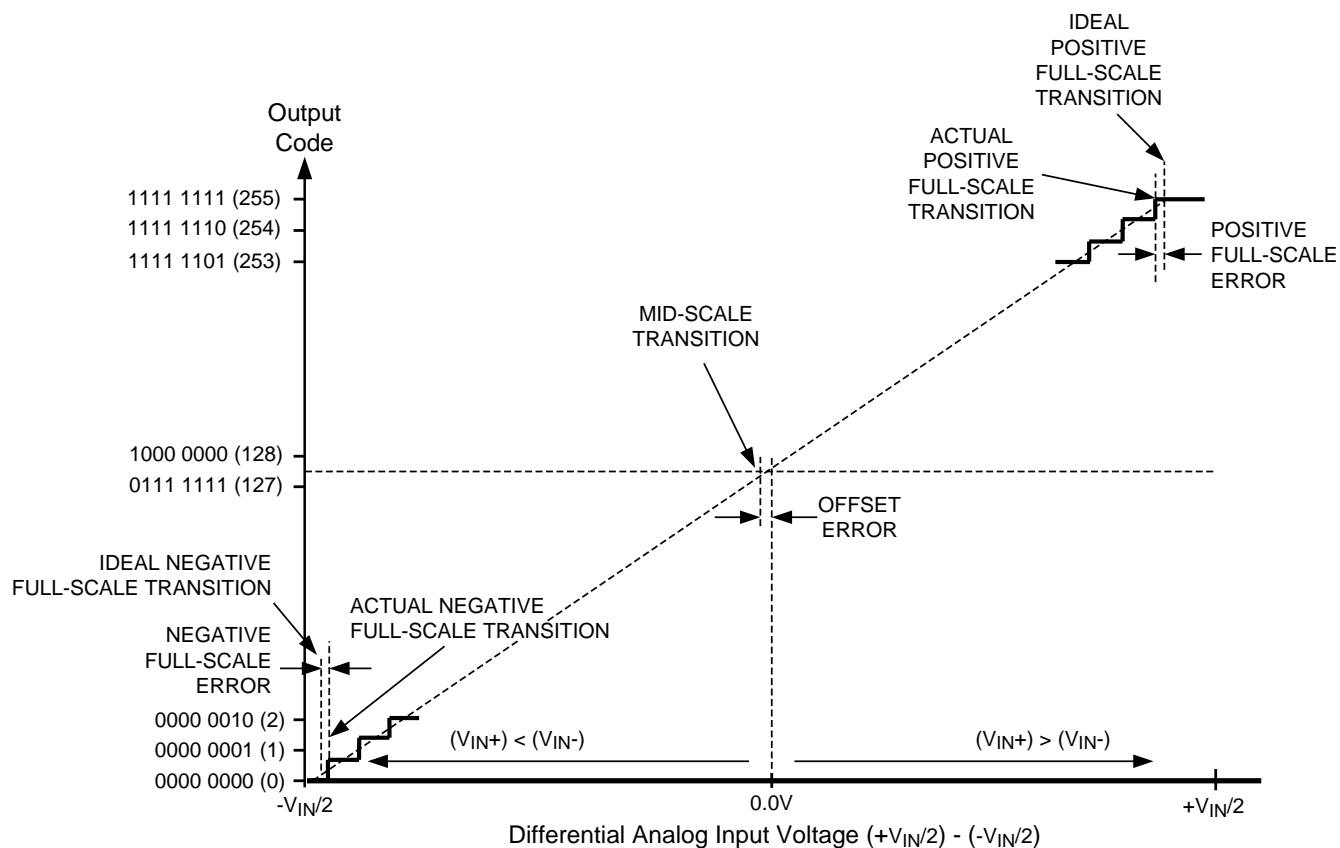 IDEAL
POSITIVE
FULL-SCALE
TRANSITION
Output
Code
ACTUAL
POSITIVE
FULL-SCALE
TRANSITION
1111 1111 (255)
1111 1110 (254)
1111 1101 (253)
POSITIVE
FULL-SCALE
ERROR
MID-SCALE
TRANSITION
1000 0000 (128)
0111 1111 (127)
OFFSET
ERROR
IDEAL NEGATIVE
FULL-SCALE TRANSITION
ACTUAL NEGATIVE
FULL-SCALE TRANSITION
NEGATIVE
FULL-SCALE
ERROR
0000 0010 (2)
0000 0001 (1)
0000 0000 (0)
(VIN+) < (VIN-)
(VIN+) > (VIN-)
-VIN/2
0.0V
+VIN/2
Differential Analog Input Voltage (+VIN/2) - (-VIN/2)